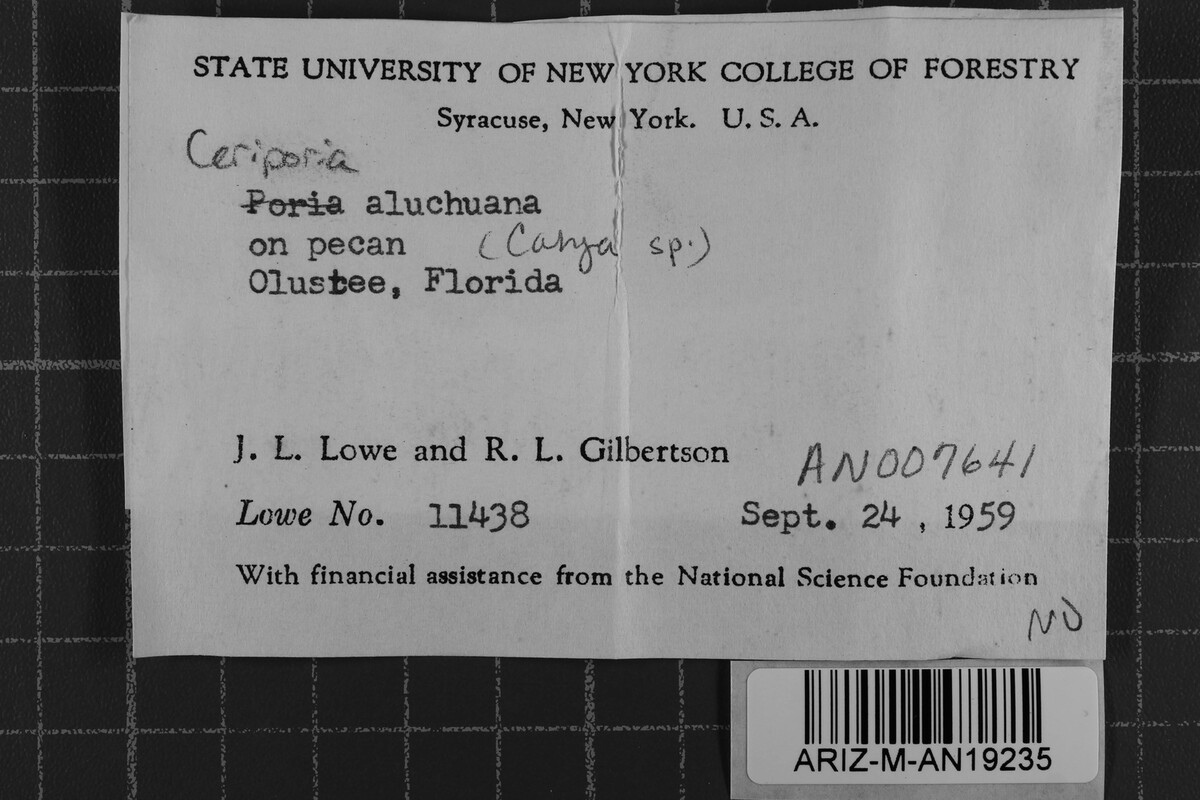 STATE UNIVERSITY OF NEW YORK COLLEGE OF FORESTRY
Syracuse, New York. U. S. A.
Ceriporia
Poria aluchuana
on pecan (Carya sp.)
Olustee, Florida
J. L. Lowe and R. L. Gilbertson
AN007641
Lowe No. 11438 Sept. 24 , 1959
With financial assistance from the National Science Foundation
NO
ARIZ-M-AN19235